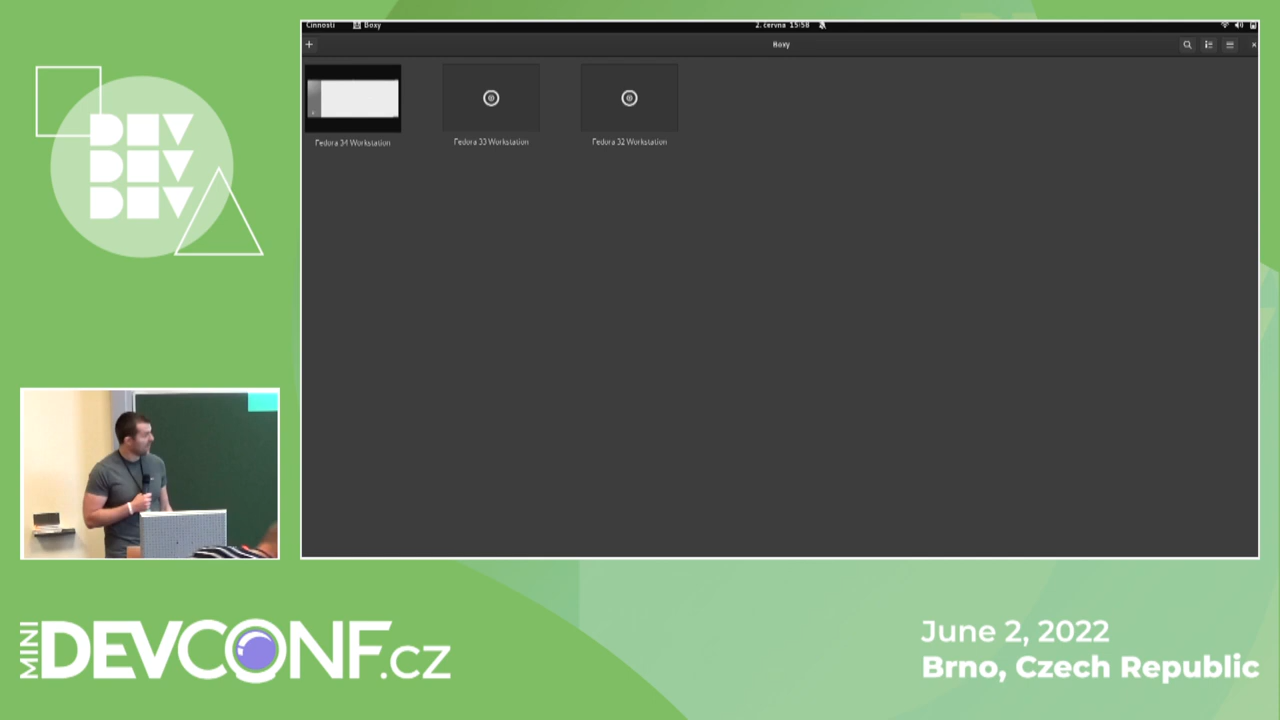 Činnosti Boxy 2. června 15:58
Boxy
Fedora 34 Workstation Fedora 33 Workstation Fedora 32 Workstation
DEV
DEV
DEV
MINI DEVCONF.cz
June 2, 2022
Brno, Czech Republic